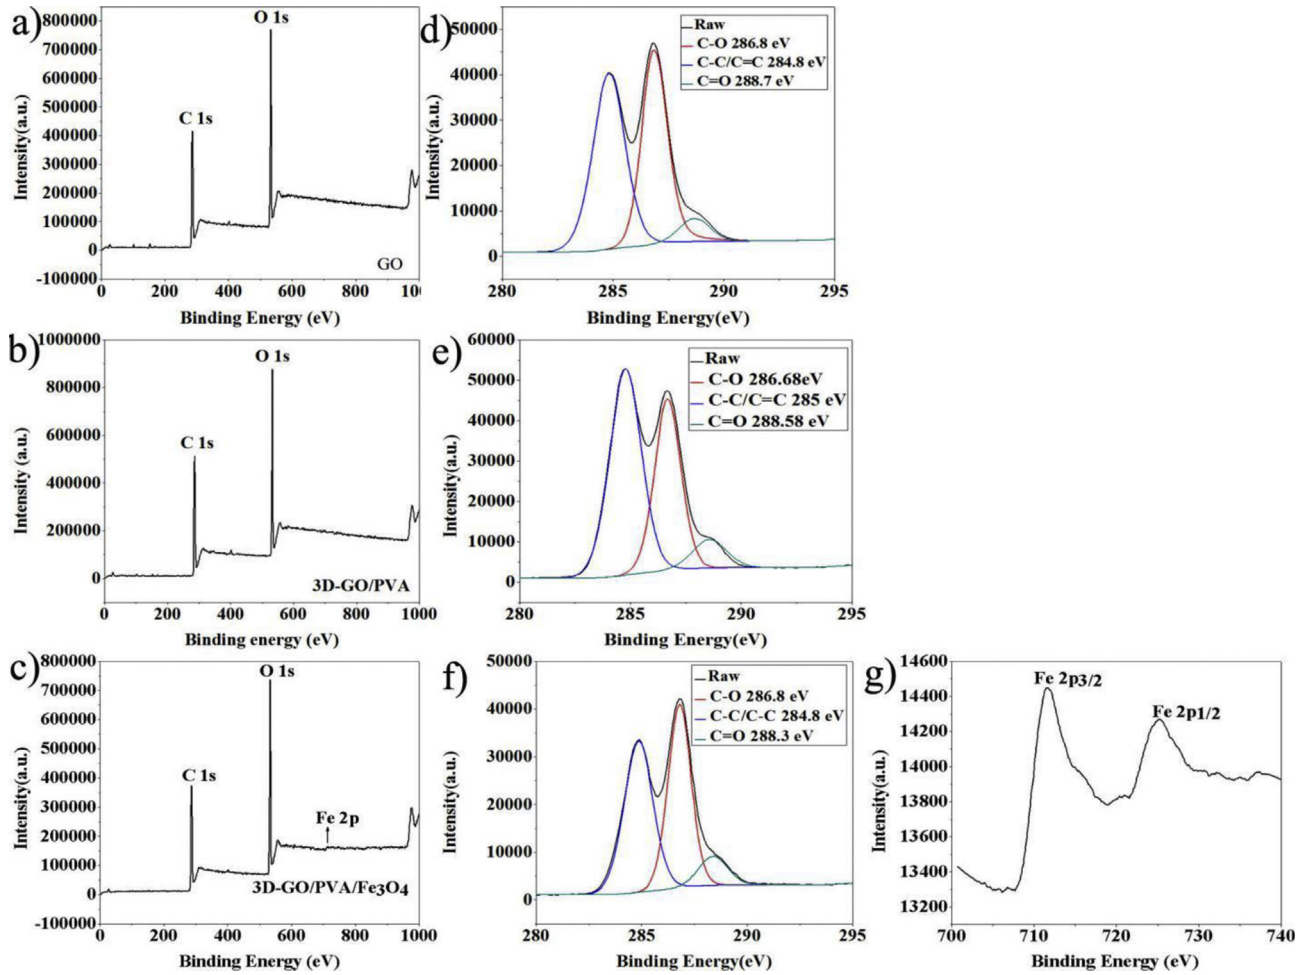 a)
800000
700000
600000
500000
400000
300000
200000
100000
0
-100000
Intensity(a.u.)
C 1s
O 1s
GO
0 200 400 600 800 1000
Binding Energy (eV)
d)
50000
40000
30000
20000
10000
0
Intensity(a.u.)
Raw
C-O 286.8 eV
C-C/C=C 284.8 eV
C=O 288.7 eV
280 285 290 295
Binding Energy(eV)
b)
1000000
800000
600000
400000
200000
0
Intensity (a.u.)
C 1s
O 1s
3D-GO/PVA
0 200 400 600 800 1000
Binding energy (eV)
e)
60000
50000
40000
30000
20000
10000
0
Intensity(a.u.)
Raw
C-O 286.68eV
C-C/C=C 285 eV
C=O 288.58 eV
280 285 290 295
Binding Energy(eV)
c)
800000
700000
600000
500000
400000
300000
200000
100000
0
-100000
Intensity(a.u.)
C 1s
O 1s
Fe 2p
3D-GO/PVA/Fe3O4
0 200 400 600 800 1000
Binding Energy (eV)
f)
50000
40000
30000
20000
10000
0
Intensity(a.u.)
Raw
C-O 286.8 eV
C-C/C-C 284.8 eV
C=O 288.3 eV
280 285 290 295
Binding Energy(eV)
g)
14600
14400
14200
14000
13800
13600
13400
13200
Intensity(a.u.)
Fe 2p3/2
Fe 2p1/2
700 710 720 730 740
Binding Energy (eV)